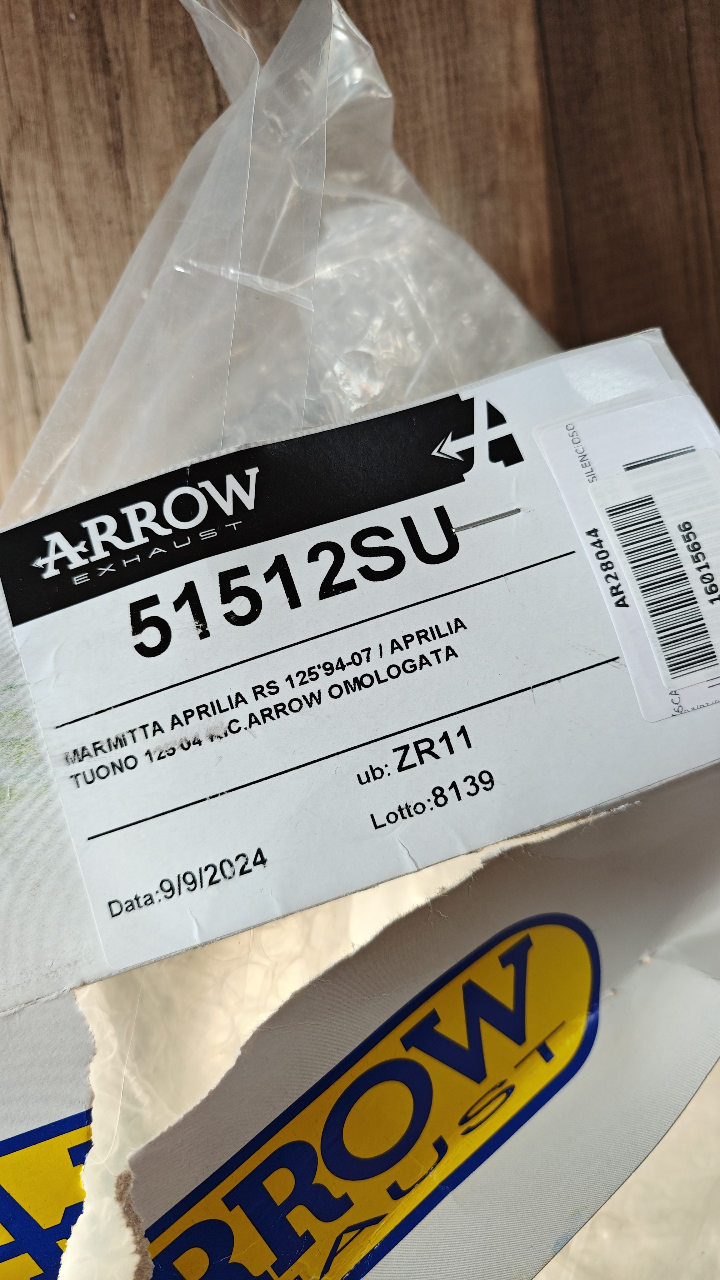 ARROW
EXHAUST
51512SU
MARMITTA APRILIA RS 125'94-07 / APRILIA
TUONO 125'04 RIC.ARROW OMOLOGATA
ub: ZR11
Lotto:8139
Data:9/9/2024
SILENCIOSO
AR28044
16015656
ARROW